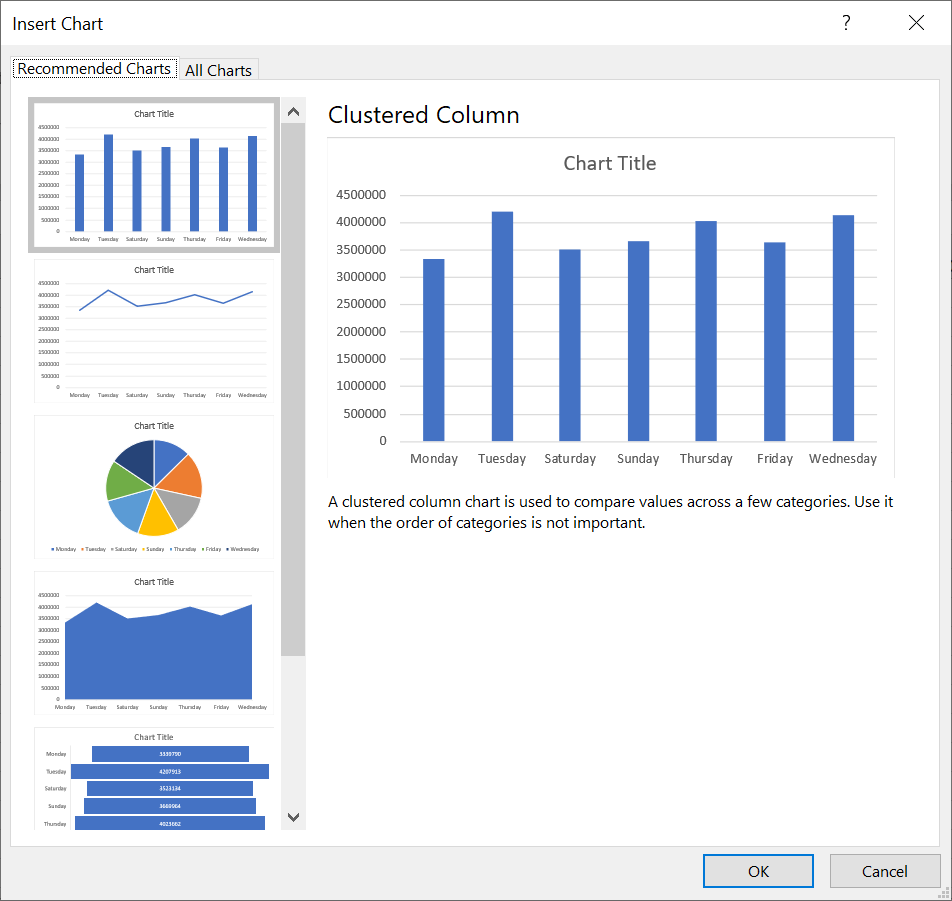 Insert Chart
?
Recommended Charts
All Charts
Chart Title
4500000
4000000
3500000
3000000
2500000
2000000
1500000
1000000
500000
0
Monday Tuesday Saturday Sunday Thursday Friday Wednesday
Chart Title
4500000
4000000
3500000
3000000
2500000
2000000
1500000
1000000
500000
0
Monday Tuesday Saturday Sunday Thursday Friday Wednesday
Chart Title
Monday Tuesday Saturday Sunday Thursday Friday Wednesday
Chart Title
4500000
4000000
3500000
3000000
2500000
2000000
1500000
1000000
500000
0
Monday Tuesday Saturday Sunday Thursday Friday Wednesday
Chart Title
Monday 3339790
Tuesday 4207913
Saturday 3523134
Sunday 3669964
Thursday 4023662
Clustered Column
Chart Title
4500000
4000000
3500000
3000000
2500000
2000000
1500000
1000000
500000
0
Monday Tuesday Saturday Sunday Thursday Friday Wednesday
A clustered column chart is used to compare values across a few categories. Use it
when the order of categories is not important.
OK
Cancel